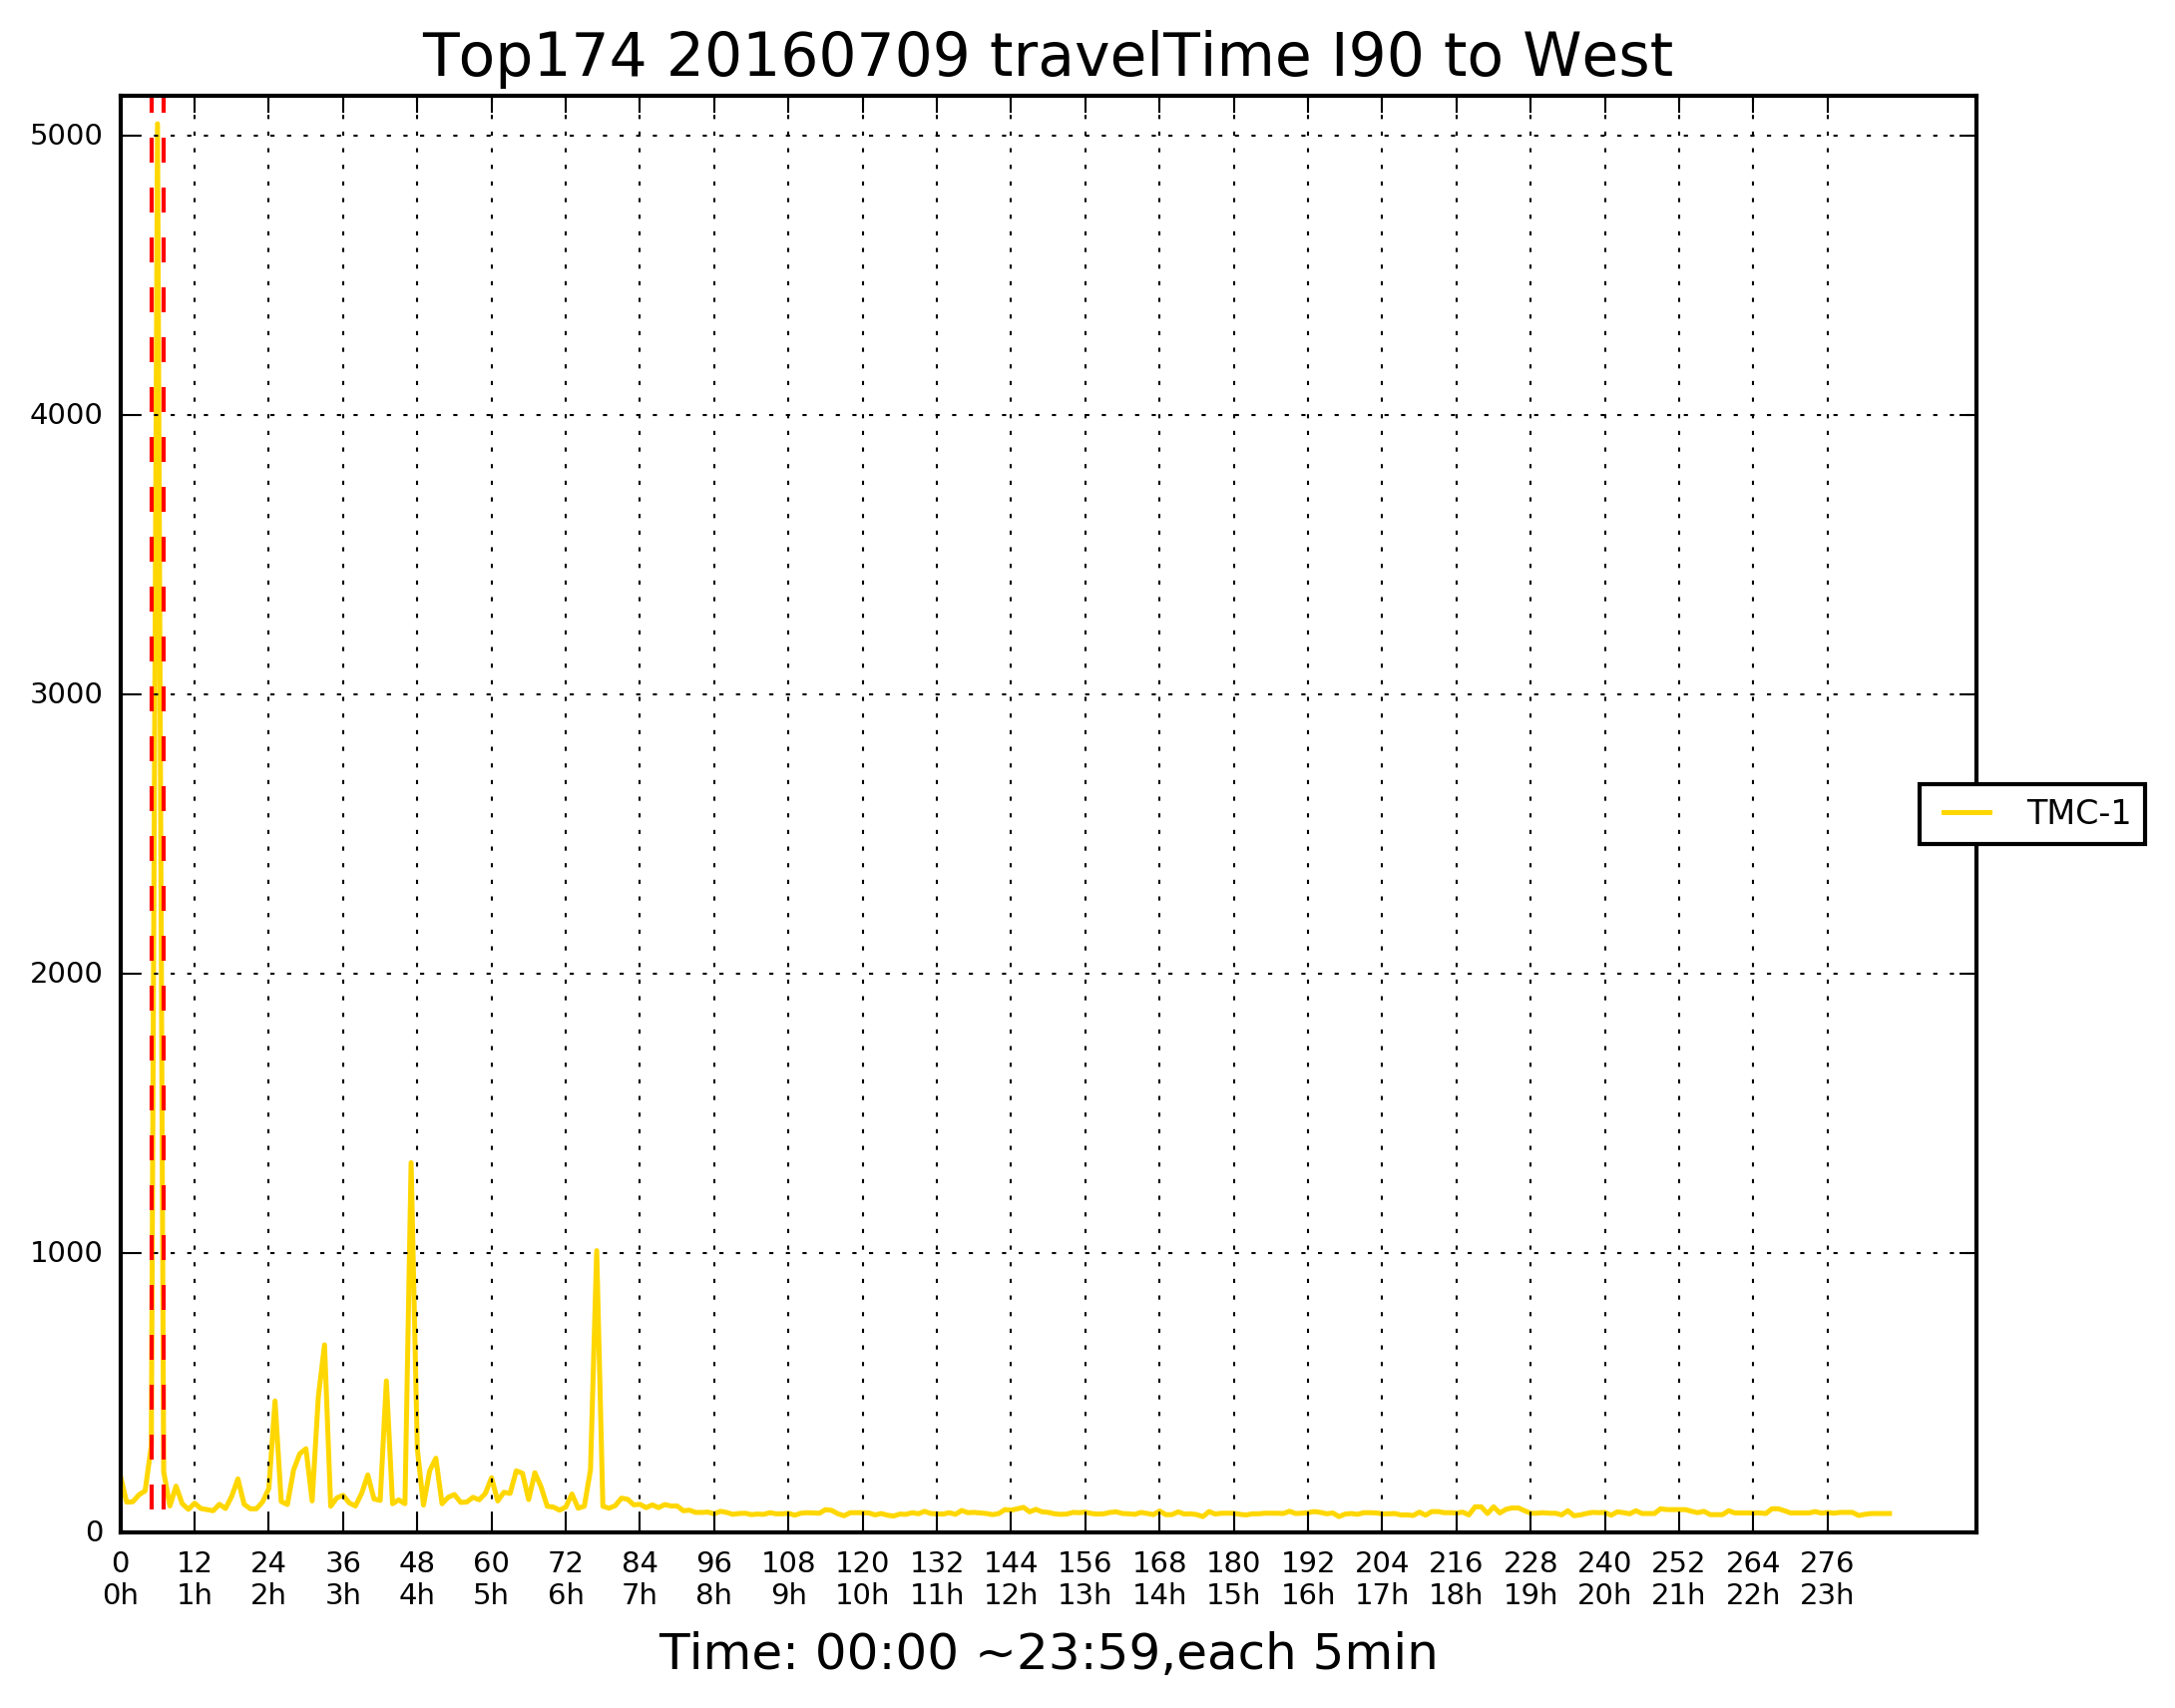 Top174 20160709 travelTime I90 to West
5000
4000
3000
2000
1000
0
TMC-1
0 12 24 36 48 60 72 84 96 108 120 132 144 156 168 180 192 204 216 228 240 252 264 276
0h 1h 2h 3h 4h 5h 6h 7h 8h 9h 10h 11h 12h 13h 14h 15h 16h 17h 18h 19h 20h 21h 22h 23h
Time: 00:00 ~23:59,each 5min